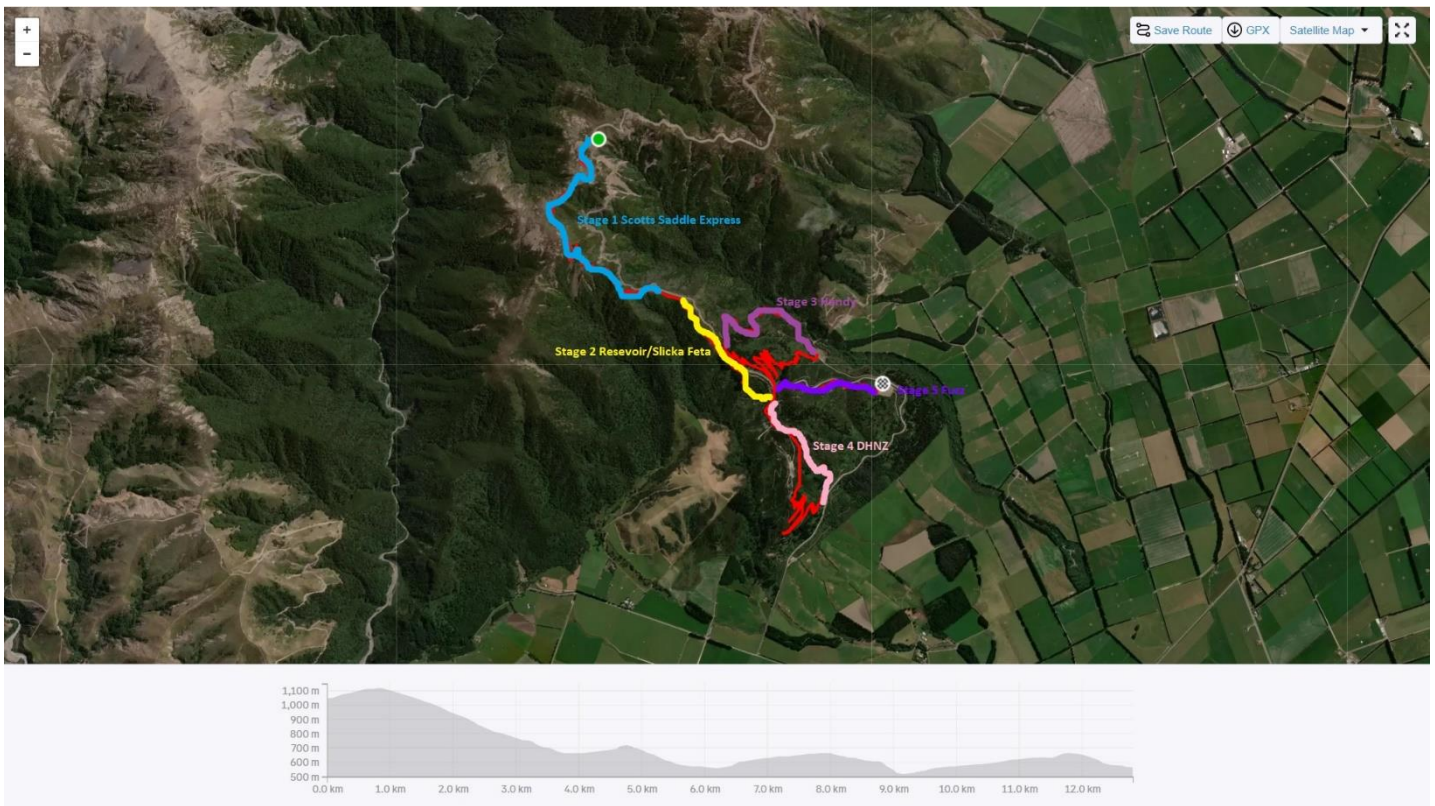 +
−
Save Route
GPX
Satellite Map
Stage 1 Scotts Saddle Express
Stage 3
Stage 2 Resevoir/Slicka Feta
Stage 5
Stage 4 DHNZ
1,100 m
1,000 m
900 m
800 m
700 m
600 m
500 m
0.0 km 1.0 km 2.0 km 3.0 km 4.0 km 5.0 km 6.0 km 7.0 km 8.0 km 9.0 km 10.0 km 11.0 km 12.0 km